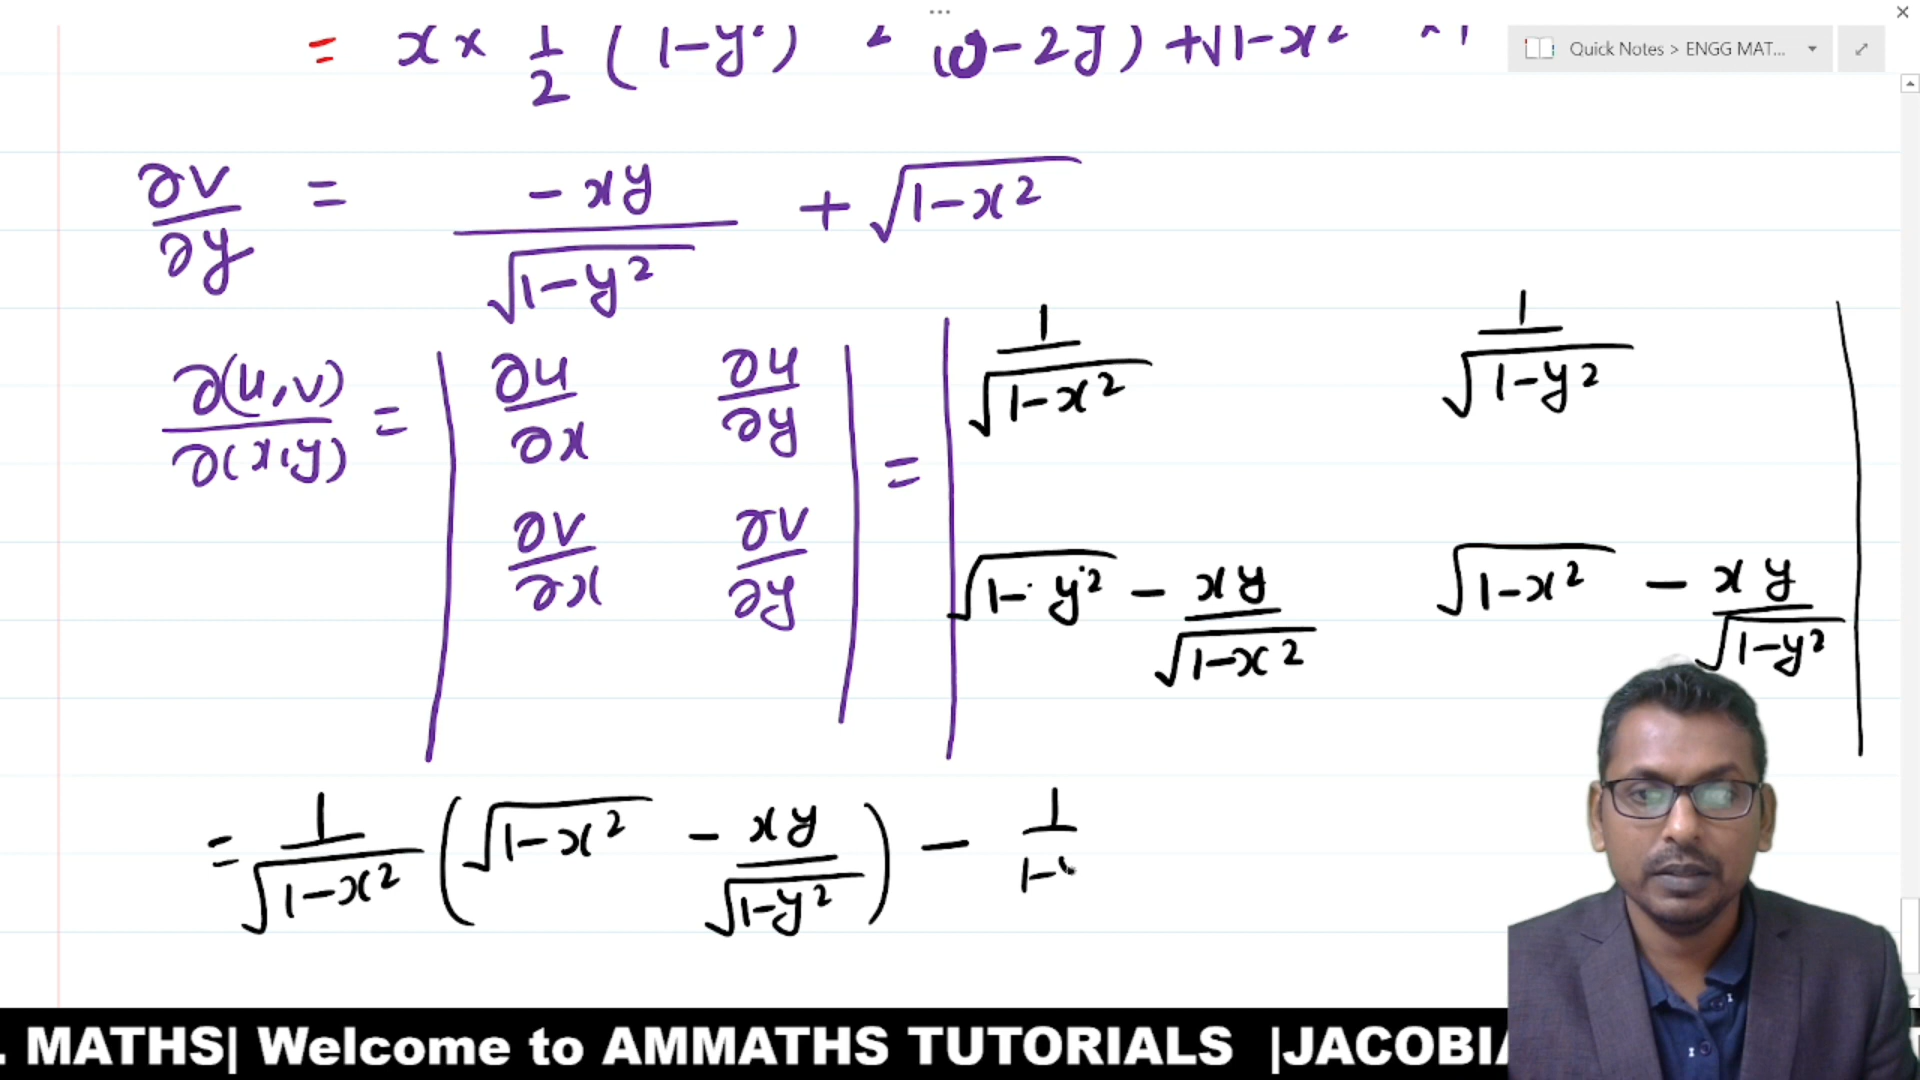 = x × 1/2 (1-y²) (0-2y) + √1-x²
Quick Notes > ENGG MAT...
∂v/∂y = -xy/√(1-y²) + √(1-x²)
∂(u,v)/∂(x,y) = | ∂u/∂x ∂u/∂y | = | 1/√(1-x²) 1/√(1-y²) |
| ∂v/∂x ∂v/∂y | | √(1-y²) - xy/√(1-x²) √(1-x²) - xy/√(1-y²) |
= 1/√(1-x²) (√(1-x²) - xy/√(1-y²)) - 1/1-
. MATHS| Welcome to AMMATHS TUTORIALS |JACOBI